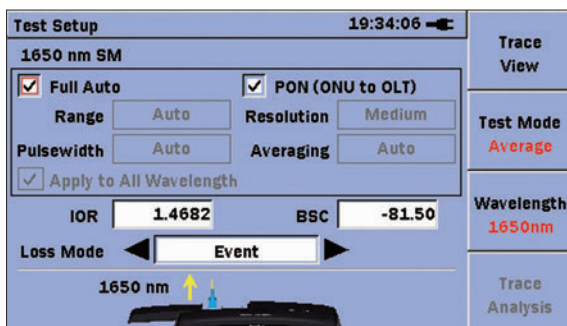 Test Setup
19:34:06
1650 nm SM
Full Auto
PON (ONU to OLT)
Range
Auto
Resolution
Medium
Pulsewidth
Auto
Averaging
Auto
Apply to All Wavelength
IOR
1.4682
BSC
-81.50
Loss Mode
Event
1650 nm
Trace
View
Test Mode
Average
Wavelength
1650nm
Trace
Analysis